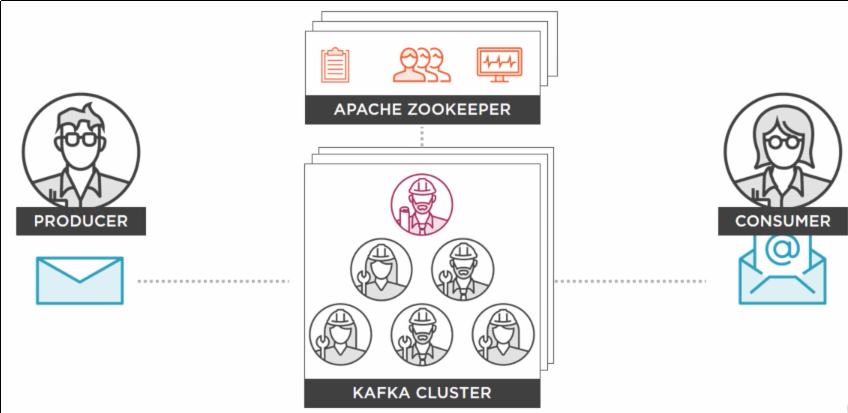 APACHE ZOOKEEPER
PRODUCER
CONSUMER
@
KAFKA CLUSTER